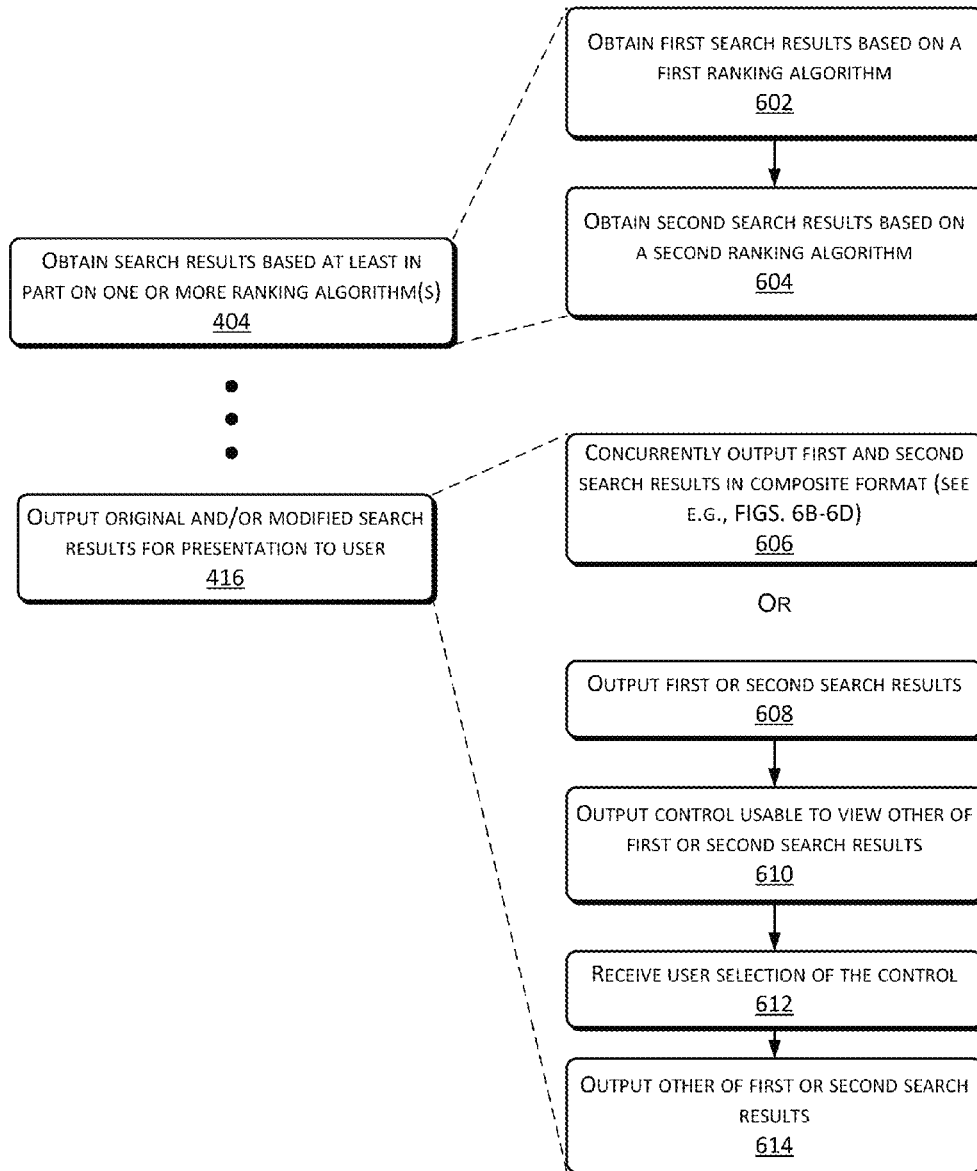 OBTAIN FIRST SEARCH RESULTS BASED ON A
FIRST RANKING ALGORITHM
602
OBTAIN SECOND SEARCH RESULTS BASED ON
A SECOND RANKING ALGORITHM
604
OBTAIN SEARCH RESULTS BASED AT LEAST IN
PART ON ONE OR MORE RANKING ALGORITHM(S)
404
CONCURRENTLY OUTPUT FIRST AND SECOND
SEARCH RESULTS IN COMPOSITE FORMAT (SEE
E.G., FIGS. 6B-6D)
606
OUTPUT ORIGINAL AND/OR MODIFIED SEARCH
RESULTS FOR PRESENTATION TO USER
416
OR
OUTPUT FIRST OR SECOND SEARCH RESULTS
608
OUTPUT CONTROL USABLE TO VIEW OTHER OF
FIRST OR SECOND SEARCH RESULTS
610
RECEIVE USER SELECTION OF THE CONTROL
612
OUTPUT OTHER OF FIRST OR SECOND SEARCH
RESULTS
614